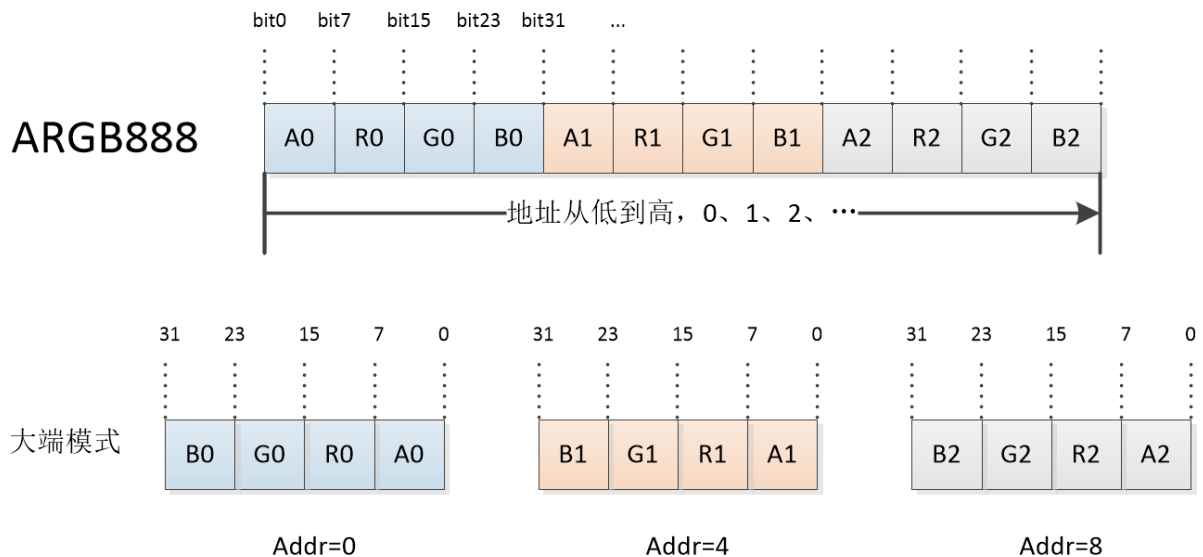 bit0 bit7 bit15 bit23 bit31 ...
ARGB888 A0 R0 G0 B0 A1 R1 G1 B1 A2 R2 G2 B2
地址从低到高，0、1、2、…
31 23 15 7 0 31 23 15 7 0 31 23 15 7 0
大端模式 B0 G0 R0 A0 B1 G1 R1 A1 B2 G2 R2 A2
Addr=0 Addr=4 Addr=8